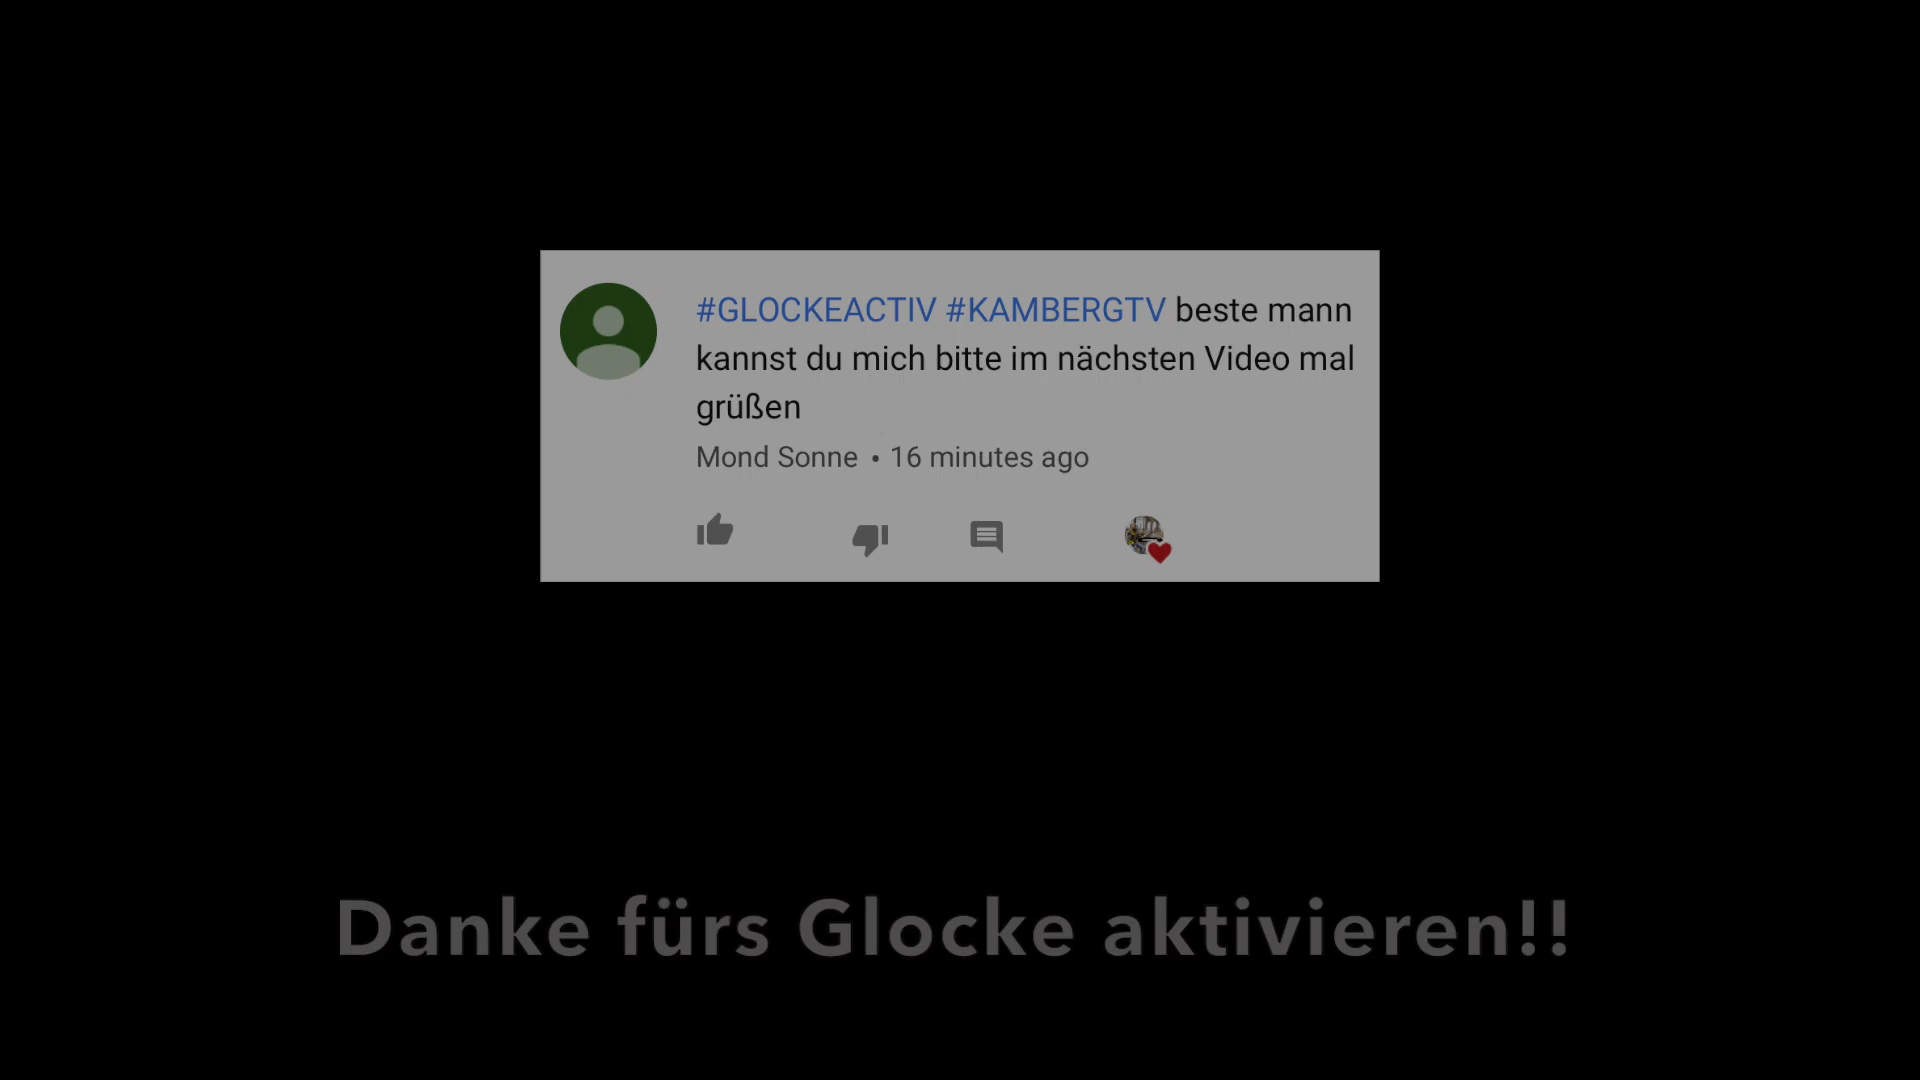 #GLOCKEACTIV #KAMBERGTV beste mann
kannst du mich bitte im nächsten Video mal
grüßen
Mond Sonne • 16 minutes ago
Danke fürs Glocke aktivieren!!